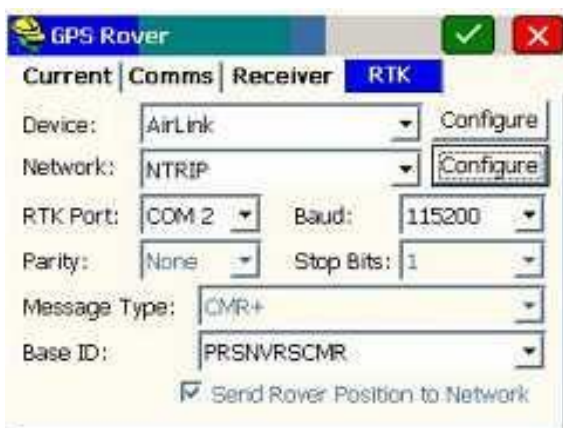 GPS Rover
Current Comms Receiver RTK
Device: AirLink Configure
Network: NTRIP Configure
RTK Port: COM 2 Baud: 115200
Parity: None Stop Bits: 1
Message Type: CMR+
Base ID: PRSNVRSCMR
Send Rover Position to Network